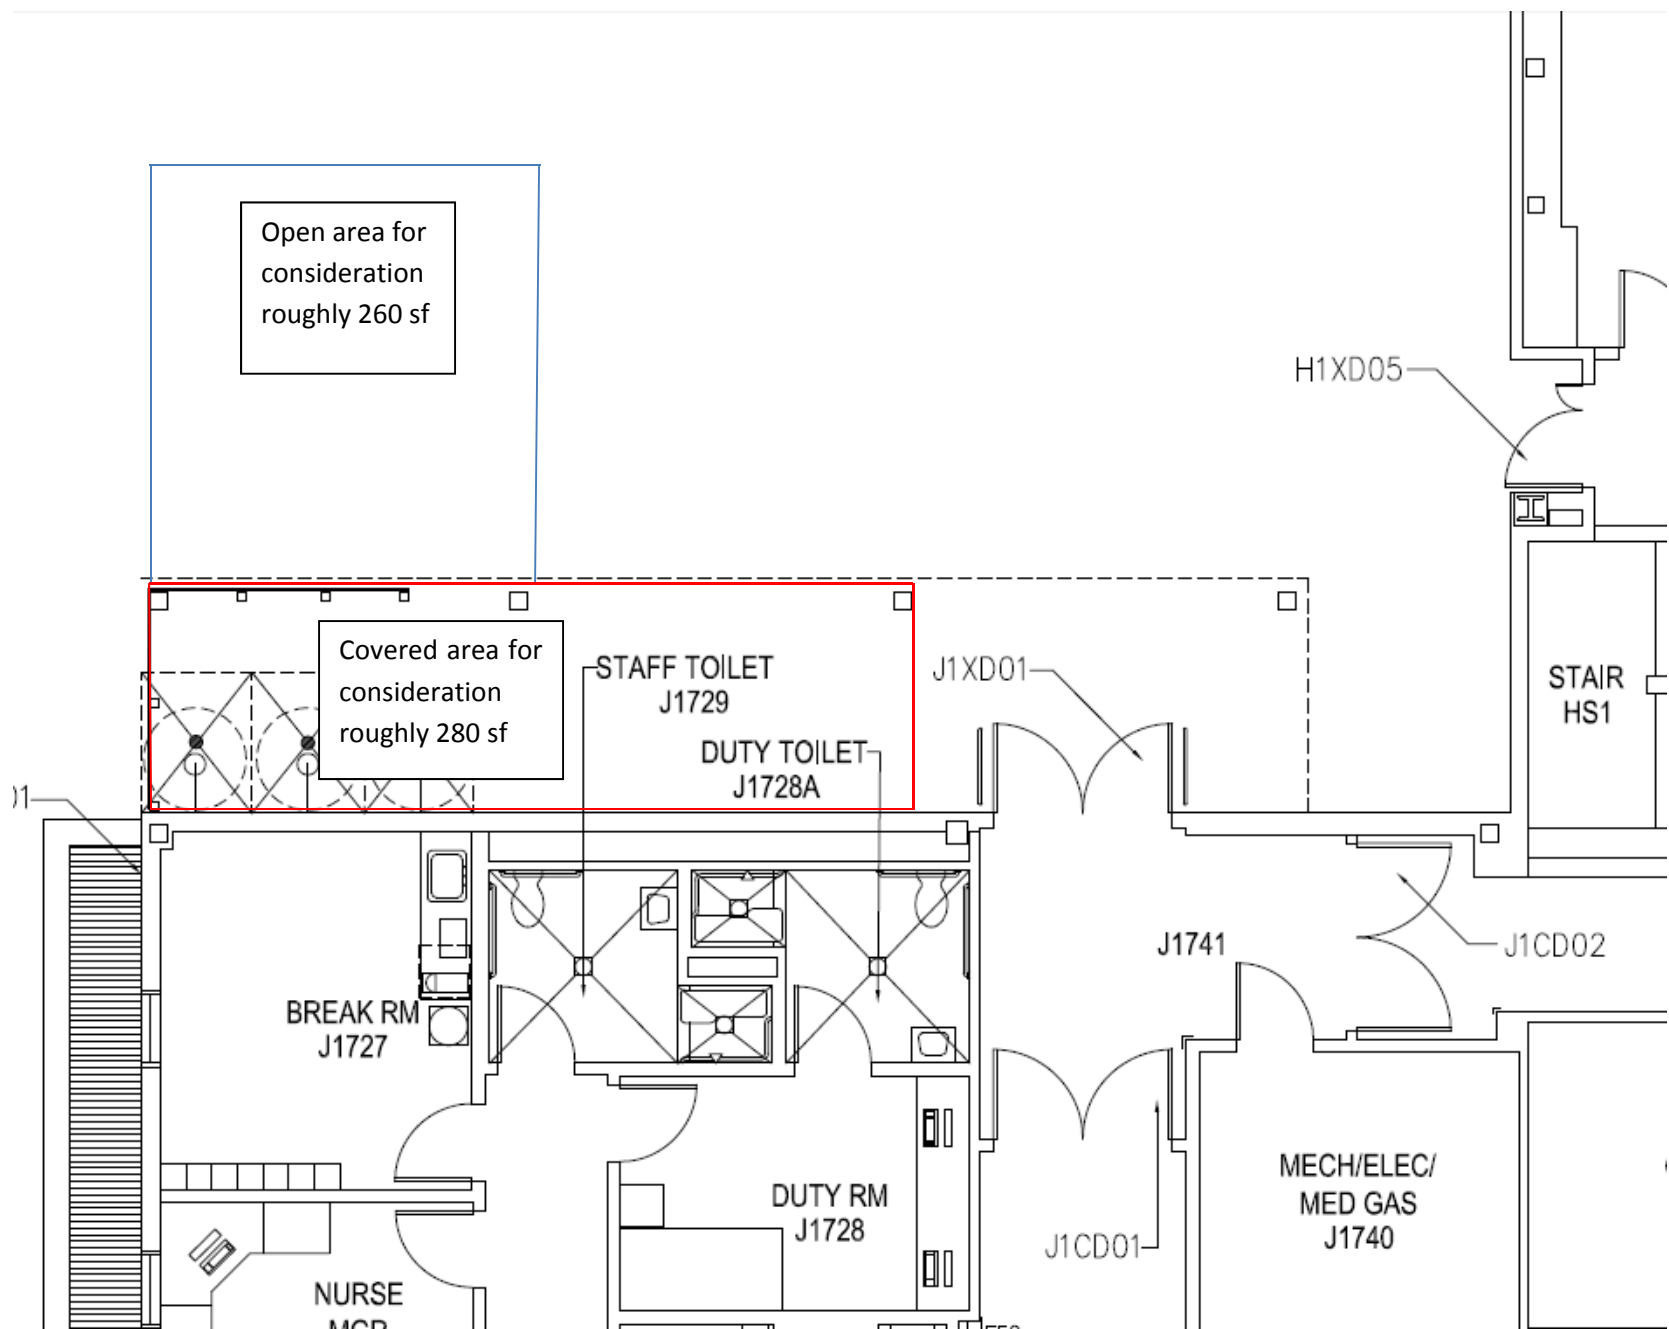 Open area for
consideration
roughly 260 sf
H1XD05
Covered area for
consideration
roughly 280 sf
STAFF TOILET
J1729
J1XD01
STAIR
HS1
DUTY TOILET
J1728A
J1741
J1CD02
BREAK RM
J1727
MECH/ELEC/
MED GAS
J1740
DUTY RM
J1728
J1CD01
NURSE